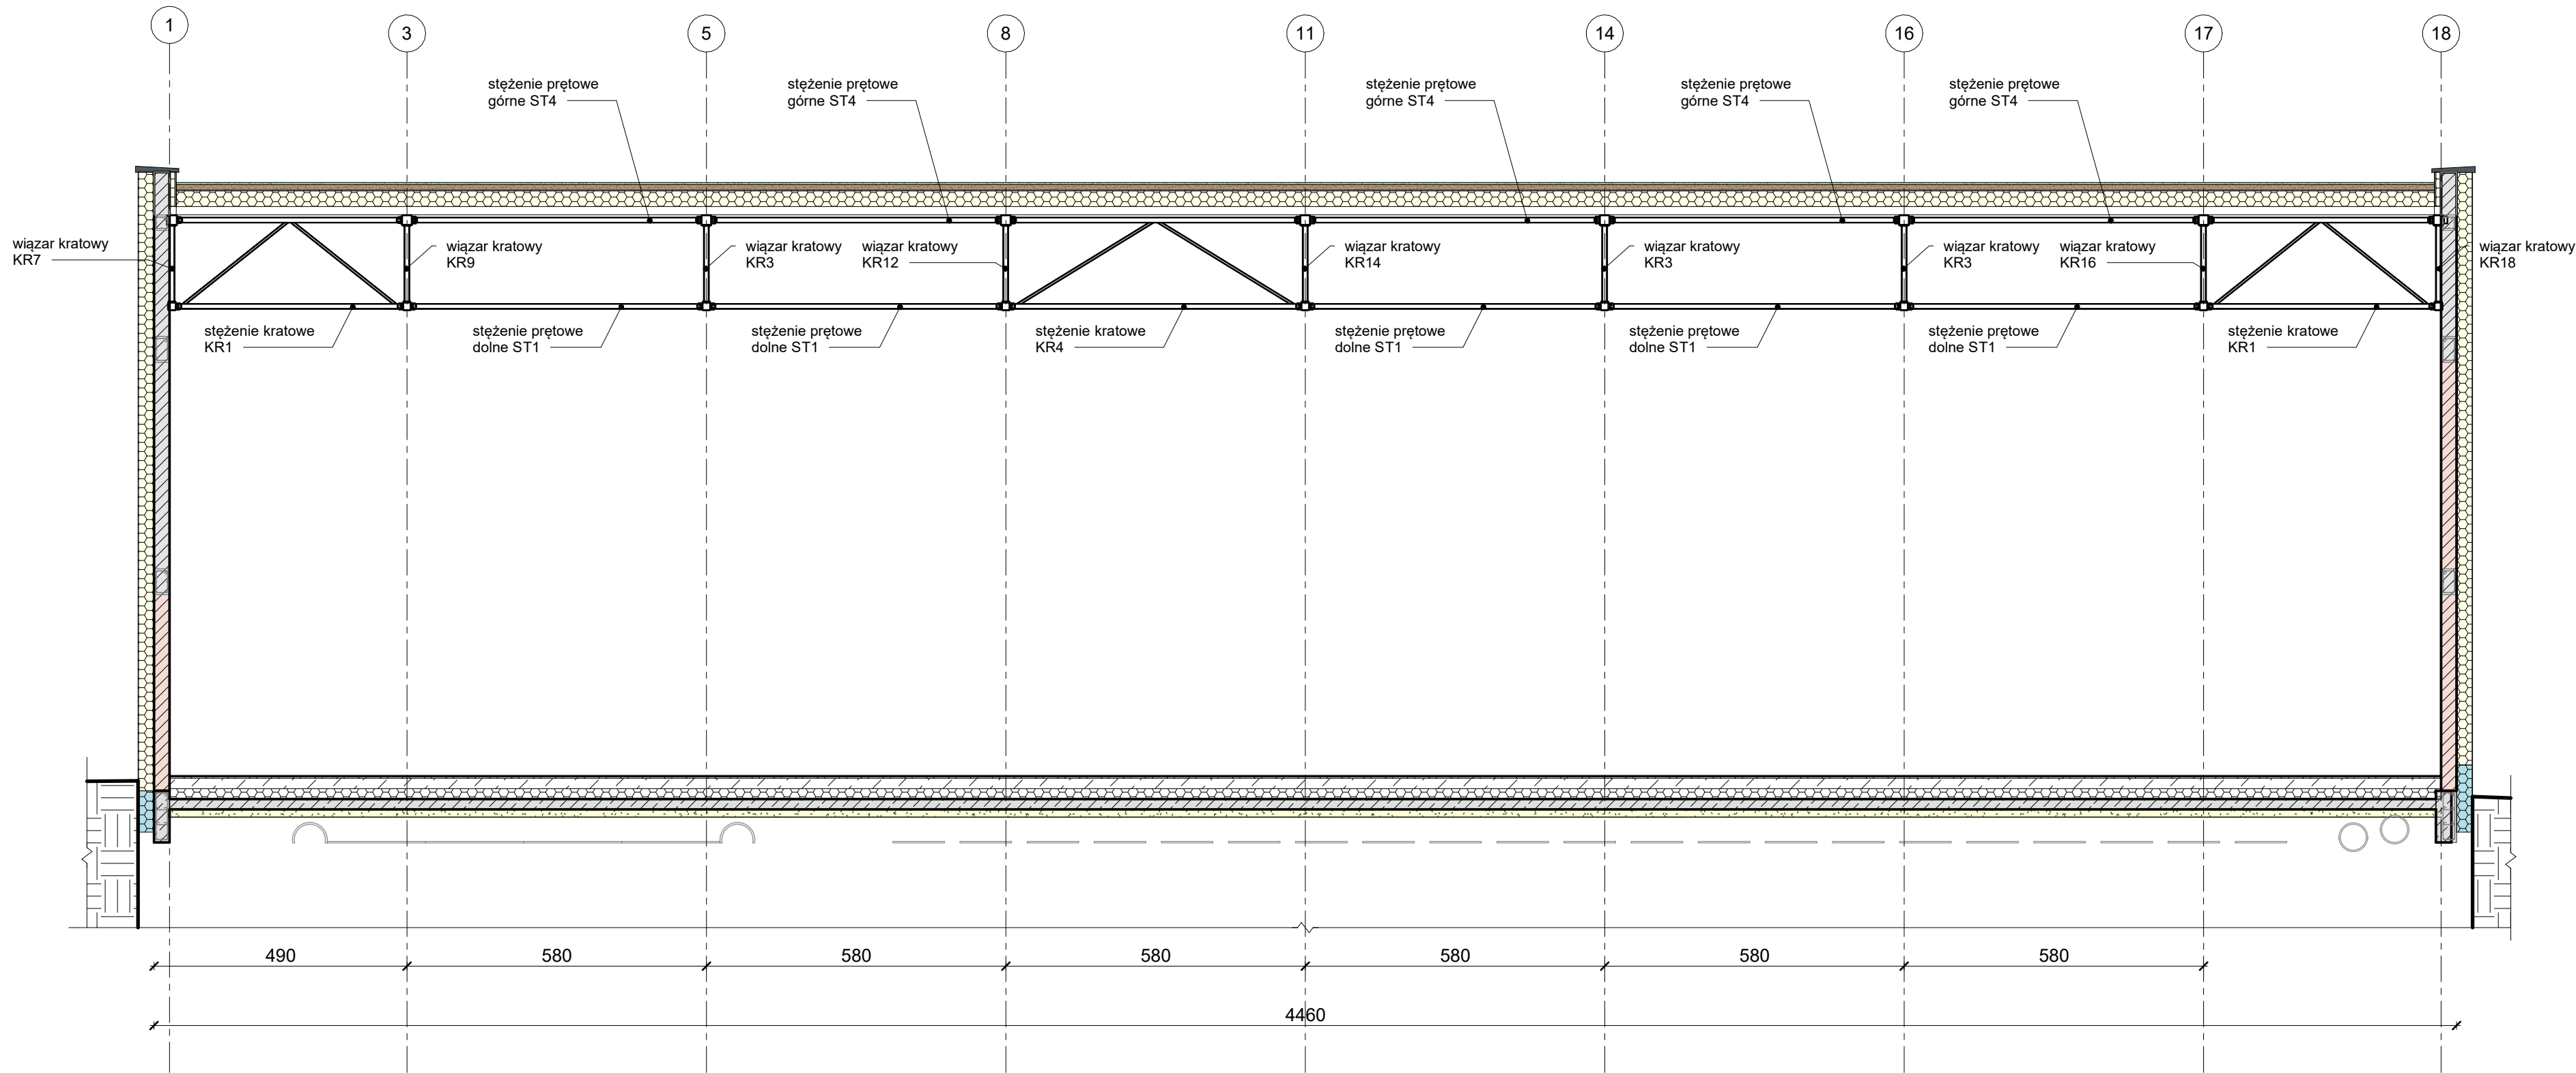 1
3
5
8
11
14
16
17
18
stężenie prętowe
górne ST4
stężenie prętowe
górne ST4
stężenie prętowe
górne ST4
stężenie prętowe
górne ST4
stężenie prętowe
górne ST4
wiązar kratowy
KR7
wiązar kratowy
KR9
wiązar kratowy
KR3
wiązar kratowy
KR12
wiązar kratowy
KR14
wiązar kratowy
KR3
wiązar kratowy
KR3
wiązar kratowy
KR16
wiązar kratowy
KR18
stężenie kratowe
KR1
stężenie prętowe
dolne ST1
stężenie prętowe
dolne ST1
stężenie kratowe
KR4
stężenie prętowe
dolne ST1
stężenie prętowe
dolne ST1
stężenie prętowe
dolne ST1
stężenie kratowe
KR1
490
580
580
580
580
580
580
4460